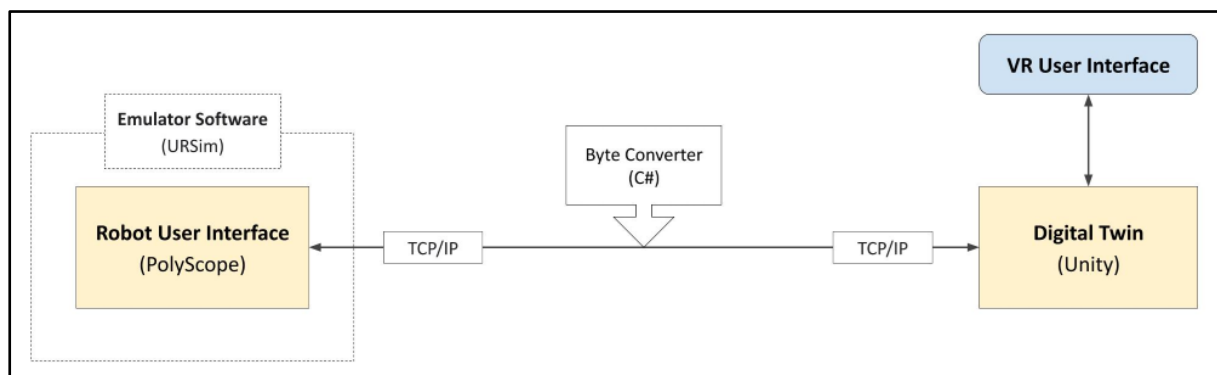 VR User Interface
Emulator Software
(URSim)
Byte Converter
(C#)
Robot User Interface
(PolyScope)
TCP/IP
TCP/IP
Digital Twin
(Unity)